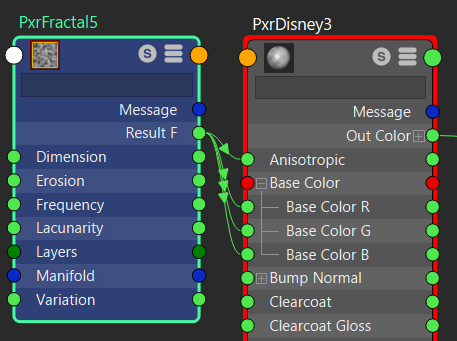 PxrFractal5
S
Message
Result F
Dimension
Erosion
Frequency
Lacunarity
Layers
Manifold
Variation
PxrDisney3
S
Message
Out Color
Anisotropic
Base Color
Base Color R
Base Color G
Base Color B
Bump Normal
Clearcoat
Clearcoat Gloss